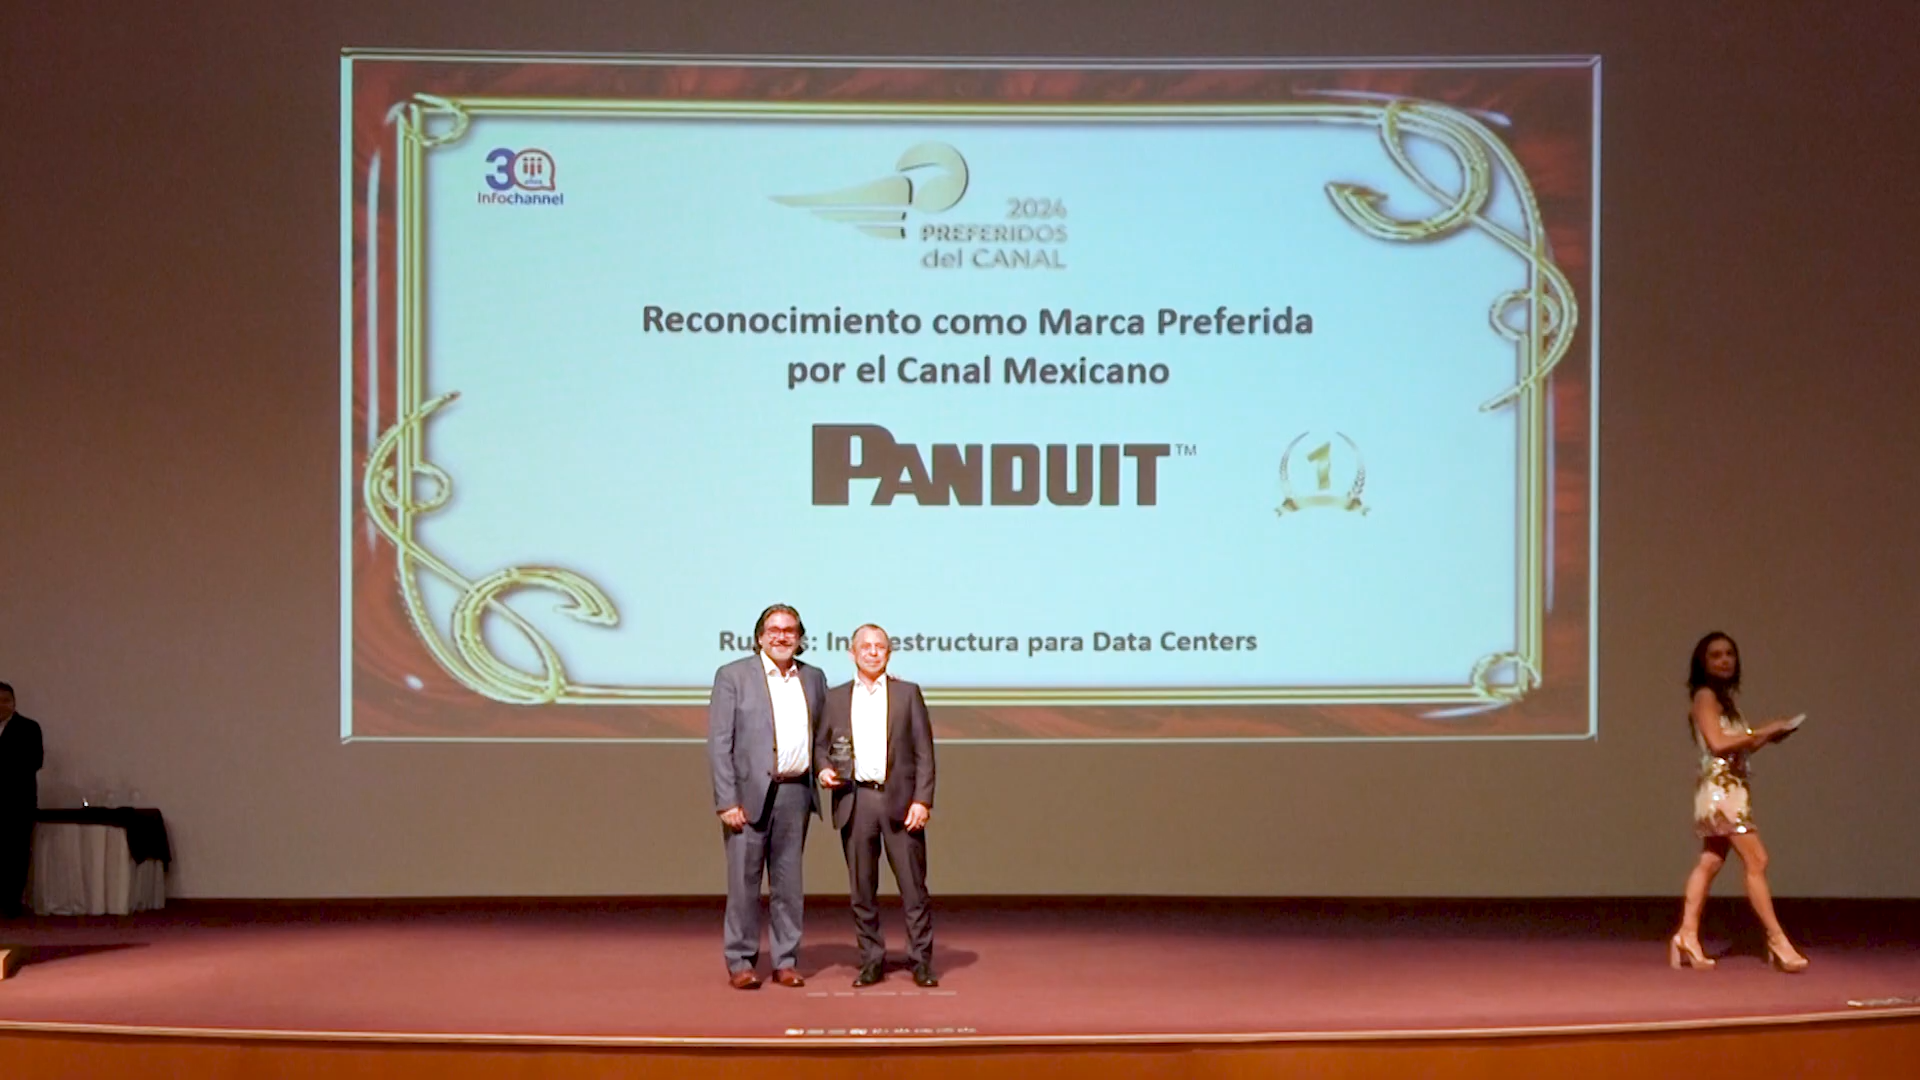 30
años
infochannel
2024
PREFERIDOS
del CANAL
Reconocimiento como Marca Preferida
por el Canal Mexicano
PANDUIT™
1
Infraestructura para Data Centers